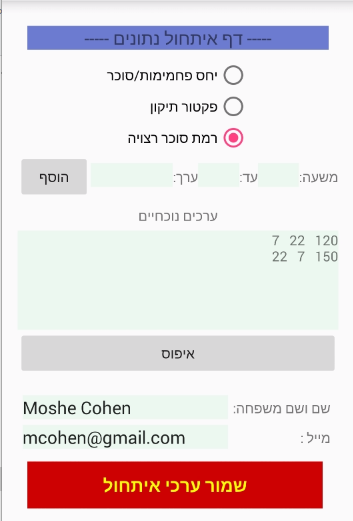 ----- דף איתחול נתונים -----
יחס פחמימות/סוכר
פקטור תיקון
רמת סוכר רצויה
משעה: עד: ערך: הוסף
ערכים נוכחיים
7 22 120
22 7 150
איפוס
שם ושם משפחה: Moshe Cohen
מייל : mcohen@gmail.com
שמור ערכי איתחול